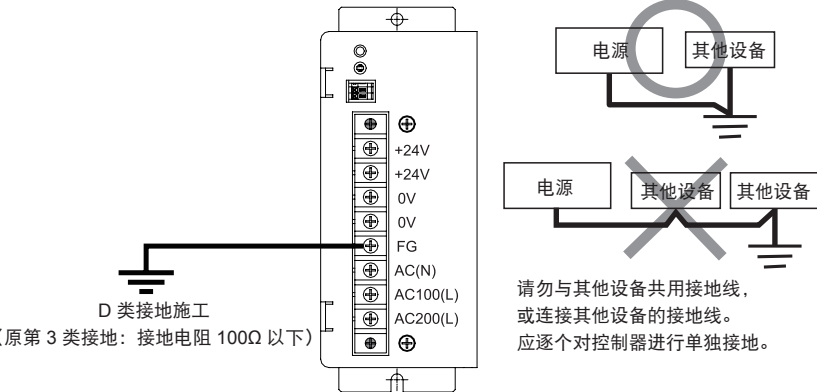 +24V
+24V
0V
0V
FG
AC(N)
AC100(L)
AC200(L)
D 类接地施工
（原第 3 类接地：接地电阻 100Ω 以下）
电源
其他设备
电源
其他设备
其他设备
请勿与其他设备共用接地线，
或连接其他设备的接地线。
应逐个对控制器进行单独接地。